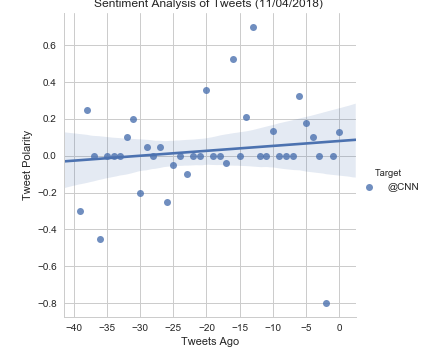 Sentiment Analysis of Tweets (11/04/2018)
0.6
0.4
0.2
0.0
−0.2
−0.4
−0.6
−0.8
Tweet Polarity
−40 −35 −30 −25 −20 −15 −10 −5 0
Tweets Ago
Target
@CNN